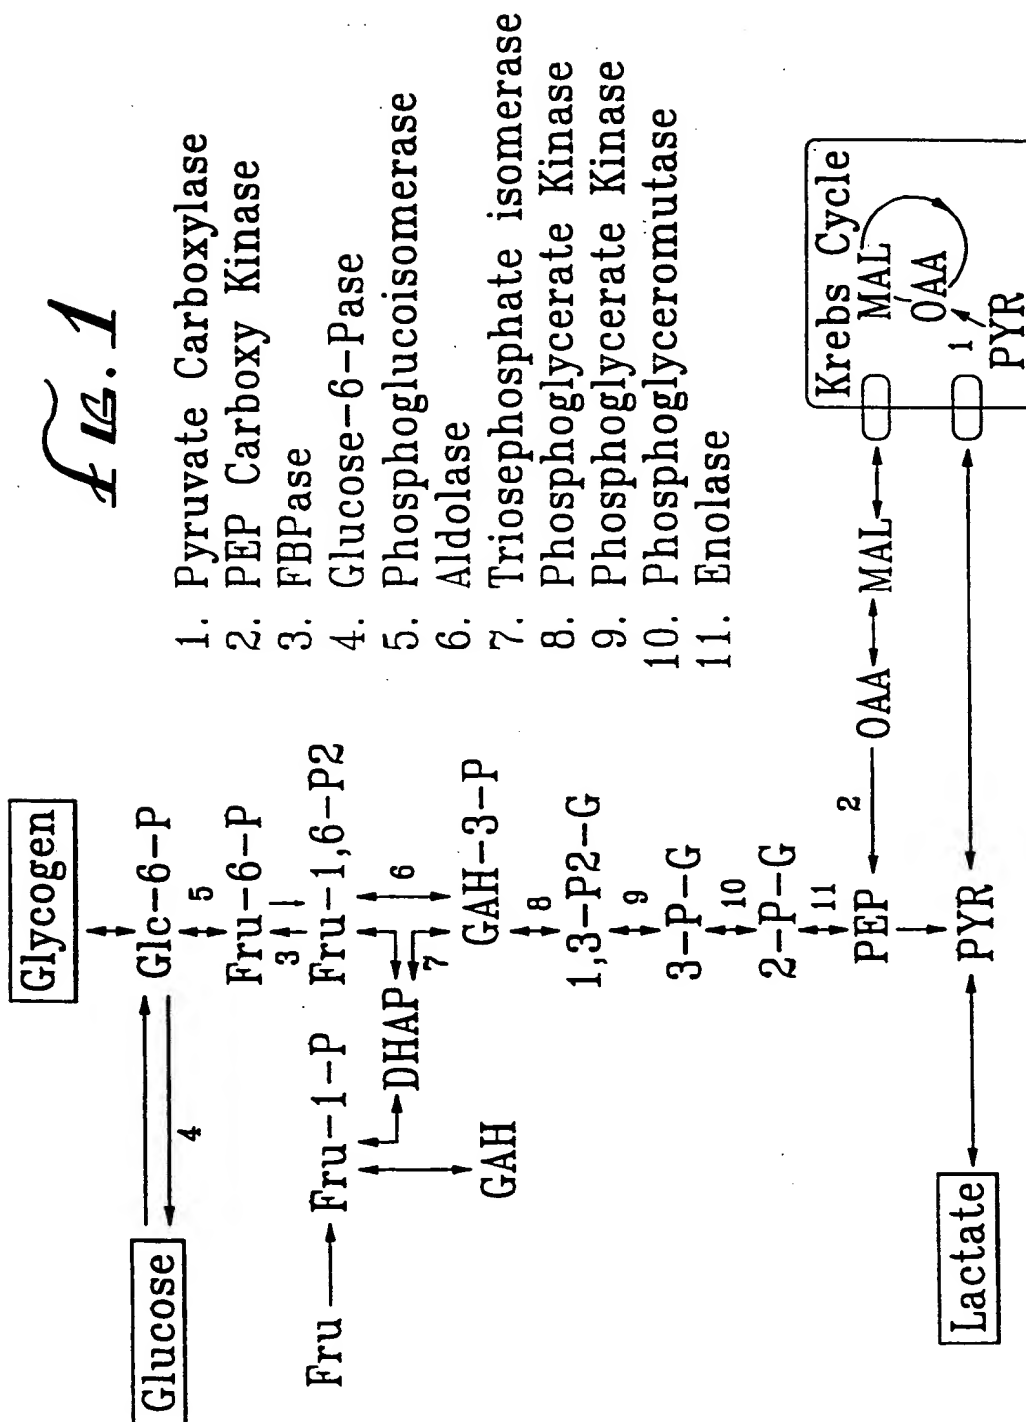 FIG. 1
Glycogen
Glucose
Glc-6-P
4
5
Fru-6-P
3
Fru
Fru-1-P
Fru-1,6-P2
DHAP
6
7
GAH
GAH-3-P
8
1,3-P2-G
9
3-P-G
10
2-P-G
11
PEP
2
OAA
MAL
Lactate
PYR
Krebs Cycle
MAL
OAA
1
PYR
1. Pyruvate Carboxylase
2. PEP Carboxy Kinase
3. FBPase
4. Glucose-6-Pase
5. Phosphoglucoisomerase
6. Aldolase
7. Triosephosphate isomerase
8. Phosphoglycerate Kinase
9. Phosphoglycerate Kinase
10. Phosphoglyceromutase
11. Enolase